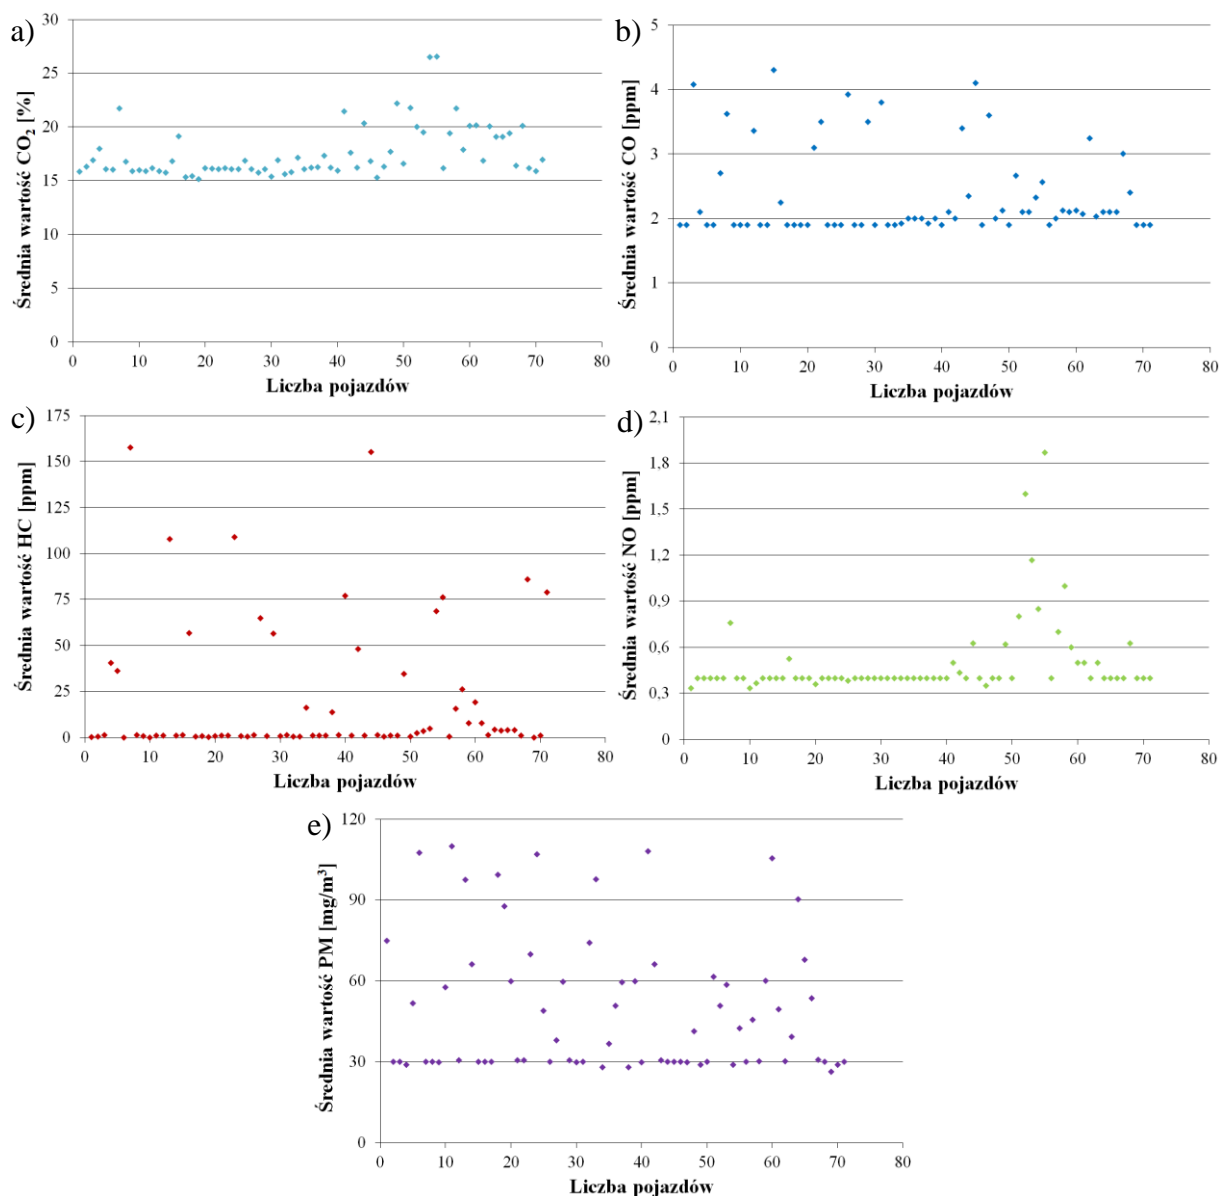 a)
Średnia wartość CO₂ [%]
30
25
20
15
10
5
0
0 10 20 30 40 50 60 70 80
Liczba pojazdów
b)
Średnia wartość CO [ppm]
5
4
3
2
1
0
0 10 20 30 40 50 60 70 80
Liczba pojazdów
c)
Średnia wartość HC [ppm]
175
150
125
100
75
50
25
0
0 10 20 30 40 50 60 70 80
Liczba pojazdów
d)
Średnia wartość NO [ppm]
2,1
1,8
1,5
1,2
0,9
0,6
0,3
0
0 10 20 30 40 50 60 70 80
Liczba pojazdów
e)
Średnia wartość PM [mg/m³]
120
90
60
30
0
0 10 20 30 40 50 60 70 80
Liczba pojazdów